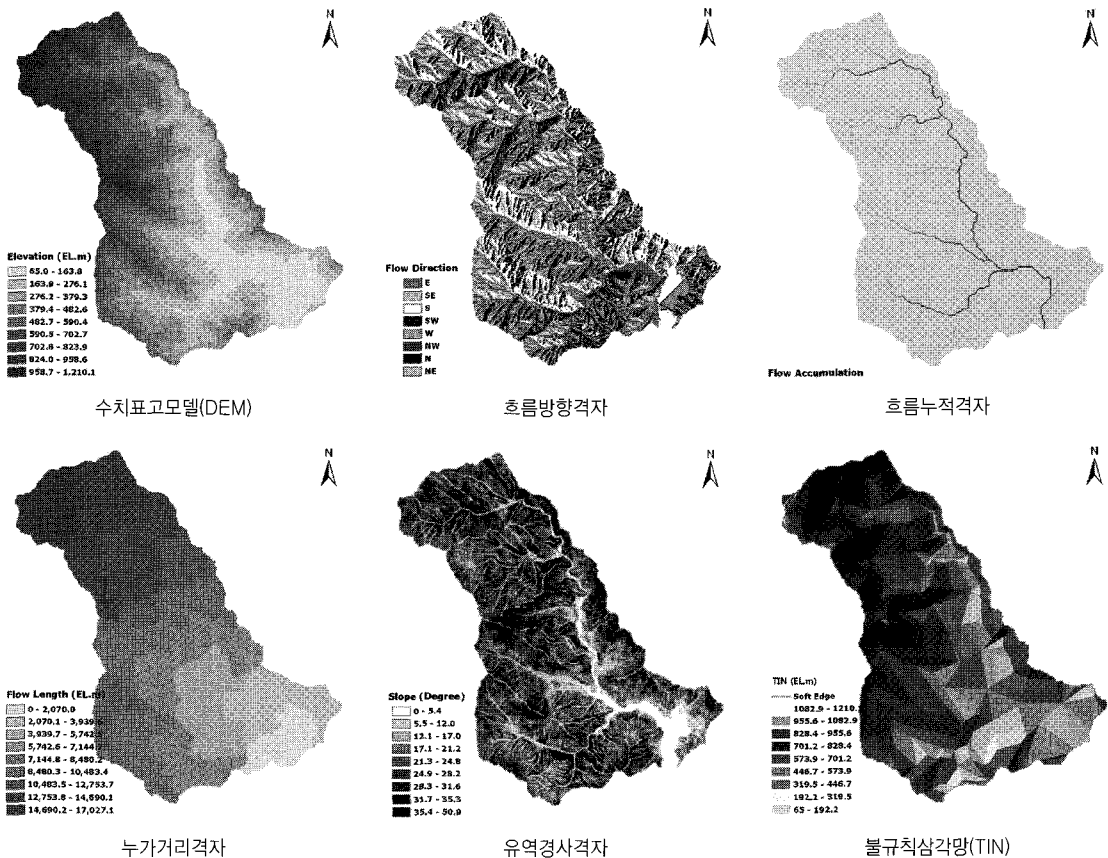 N
N
N
Elevation (EL.m)
65.0 - 163.8
163.9 - 276.1
276.2 - 379.3
379.4 - 482.6
482.7 - 590.4
590.5 - 702.7
702.8 - 823.9
824.0 - 958.6
958.7 - 1,210.1
Flow Direction
E
SE
S
SW
W
NW
N
NE
Flow Accumulation
수치표고모델(DEM)
흐름방향격자
흐름누적격자
N
N
N
Flow Length (EL.m)
0 - 2,070.0
2,070.1 - 3,939.6
3,939.7 - 5,742.5
5,742.6 - 7,144.7
7,144.8 - 8,480.2
8,480.3 - 10,483.4
10,483.5 - 12,753.7
12,753.8 - 14,690.1
14,690.2 - 17,027.1
Slope (Degree)
0 - 5.4
5.5 - 12.0
12.1 - 17.0
17.1 - 21.2
21.3 - 24.8
24.9 - 28.2
28.3 - 31.6
31.7 - 35.3
35.4 - 50.9
TIN (EL.m)
Soft Edge
1082.9 - 1210.
955.6 - 1082.9
828.4 - 955.6
701.2 - 828.4
573.9 - 701.2
446.7 - 573.9
319.5 - 446.7
192.2 - 319.5
65 - 192.2
누가거리격자
유역경사격자
불규칙삼각망(TIN)